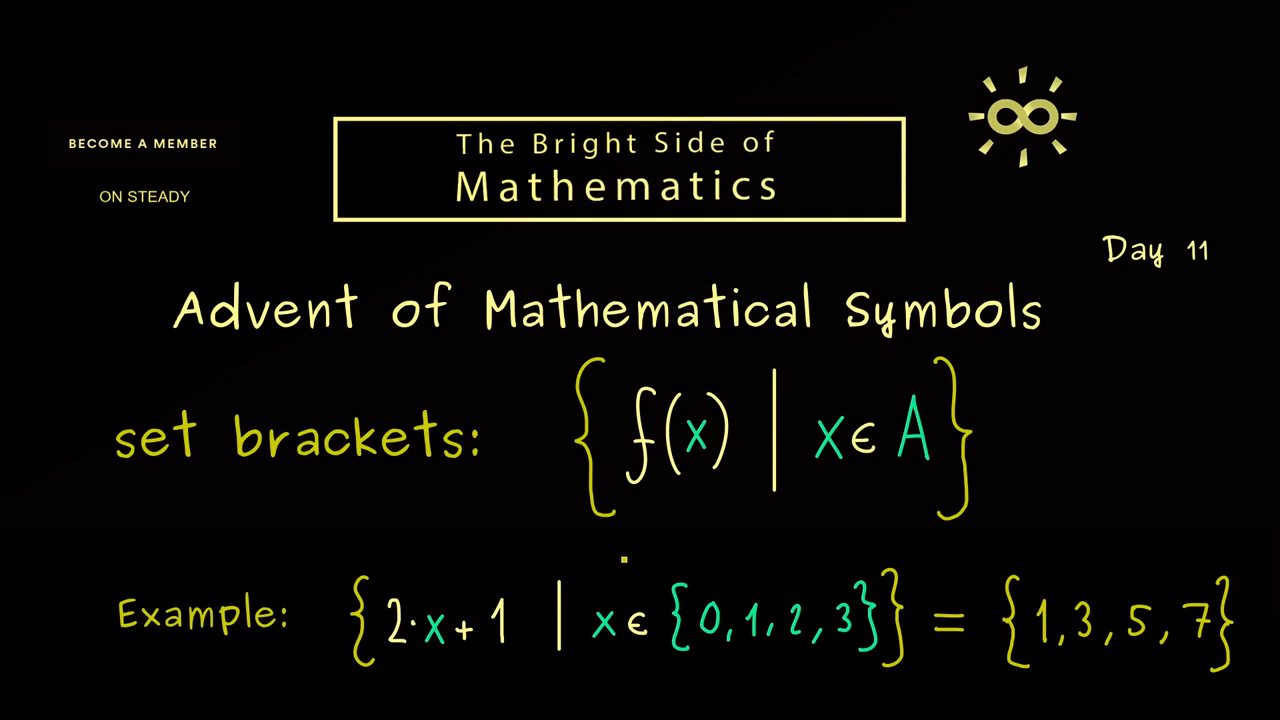 BECOME A MEMBER
ON STEADY
The Bright Side of
Mathematics
Day 11
Advent of Mathematical Symbols
set brackets: { f(x) | x ∈ A }
Example: { 2·x + 1 | x ∈ {0, 1, 2, 3} } = {1, 3, 5, 7}